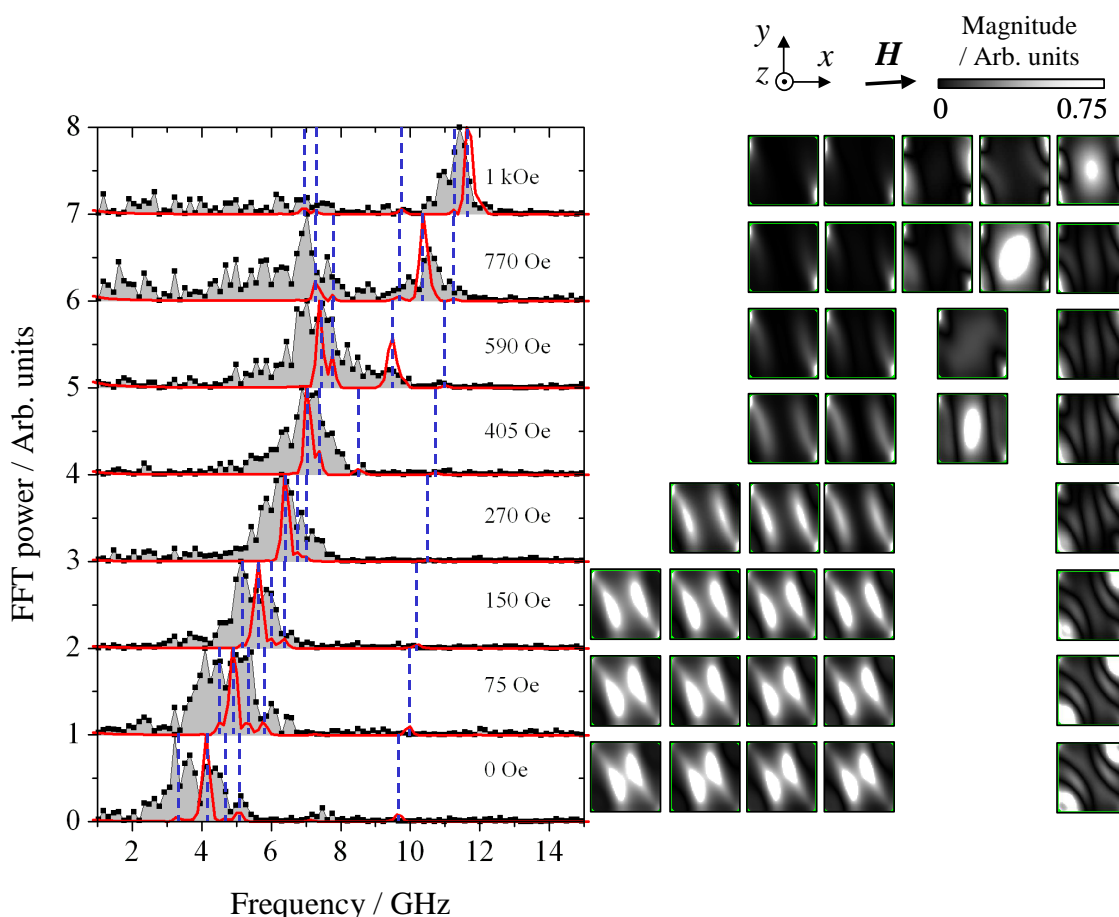 y
z
x
H
Magnitude
/ Arb. units
0
0.75
FFT power / Arb. units
8
7
6
5
4
3
2
1
0
1 kOe
770 Oe
590 Oe
405 Oe
270 Oe
150 Oe
75 Oe
0 Oe
2 4 6 8 10 12 14
Frequency / GHz